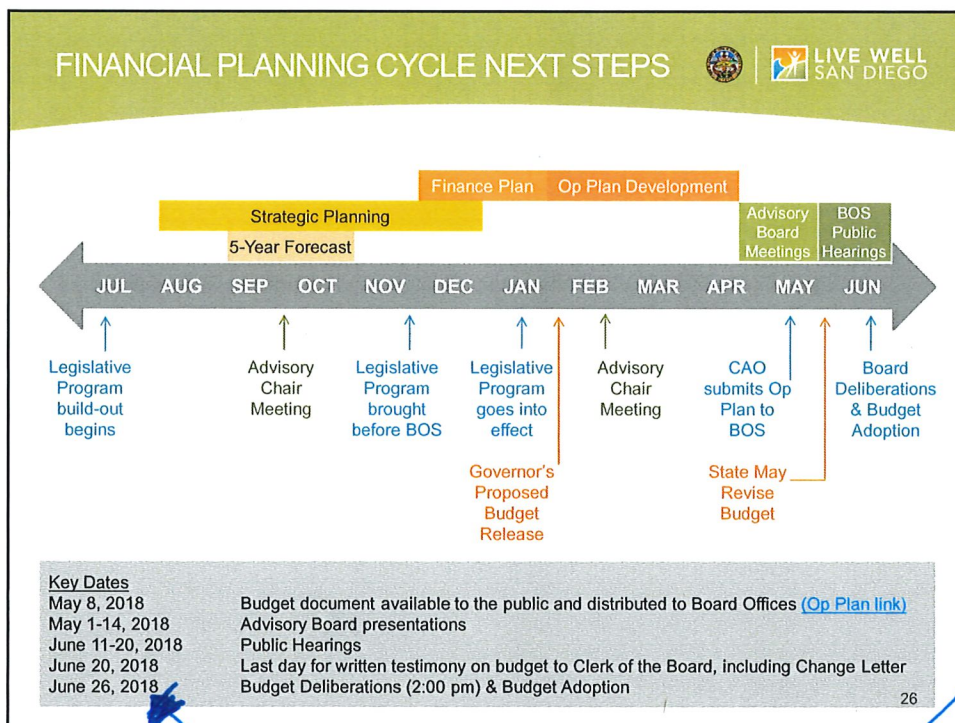 FINANCIAL PLANNING CYCLE NEXT STEPS
LIVE WELL
SAN DIEGO
Finance Plan
Op Plan Development
Strategic Planning
Advisory
Board
Meetings
BOS
Public
Hearings
5-Year Forecast
JUL AUG SEP OCT NOV DEC JAN FEB MAR APR MAY JUN
Legislative
Program
build-out
begins
Advisory
Chair
Meeting
Legislative
Program
brought
before BOS
Legislative
Program
goes into
effect
Advisory
Chair
Meeting
CAO
submits Op
Plan to
BOS
Board
Deliberations
& Budget
Adoption
Governor's
Proposed
Budget
Release
State May
Revise
Budget
Key Dates
May 8, 2018 Budget document available to the public and distributed to Board Offices (Op Plan link)
May 1-14, 2018 Advisory Board presentations
June 11-20, 2018 Public Hearings
June 20, 2018 Last day for written testimony on budget to Clerk of the Board, including Change Letter
June 26, 2018 Budget Deliberations (2:00 pm) & Budget Adoption
26